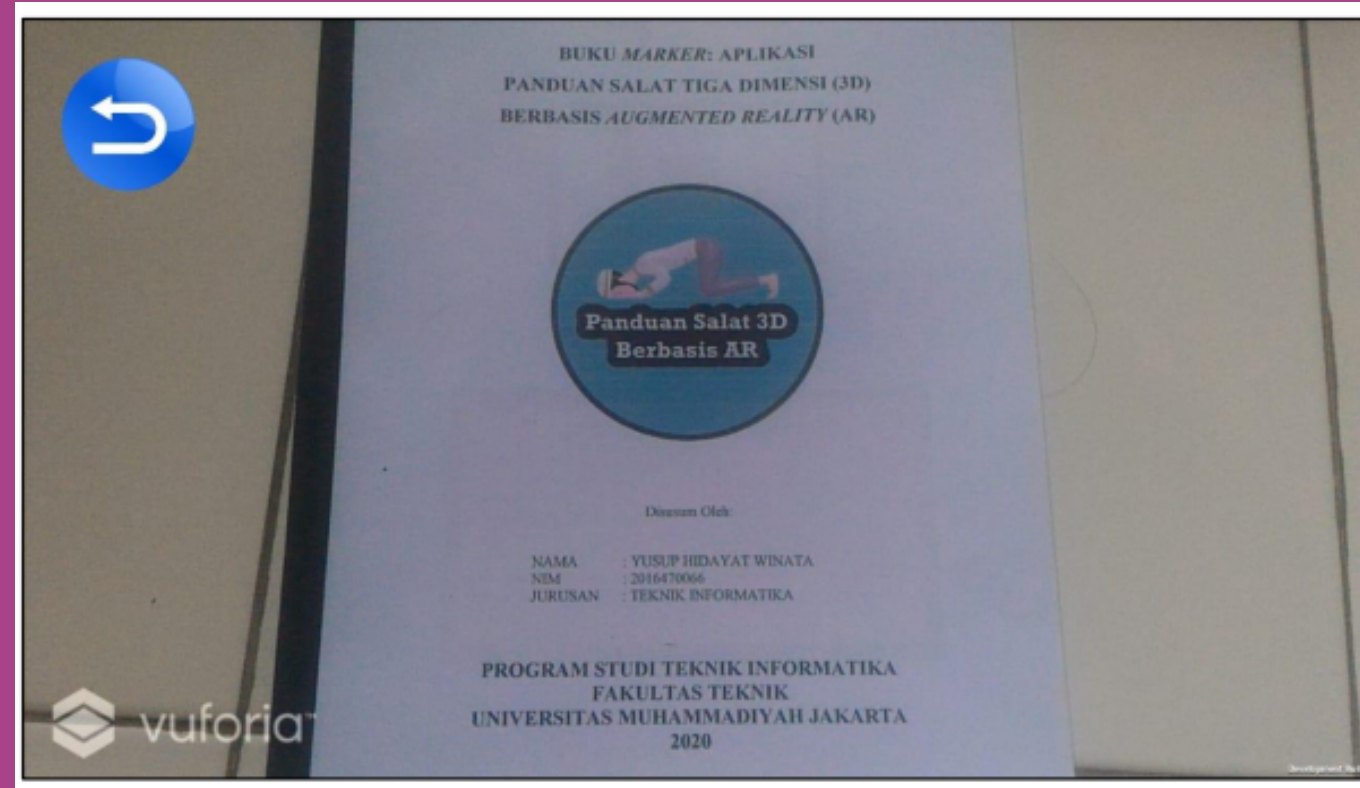 BUKU MARKER: APLIKASI
PANDUAN SALAT TIGA DIMENSI (3D)
BERBASIS AUGMENTED REALITY (AR)
Panduan Salat 3D
Berbasis AR
Disusun Oleh:
NAMA : YUSUP HIDAYAT WINATA
NIM : 2016470066
JURUSAN : TEKNIK INFORMATIKA
PROGRAM STUDI TEKNIK INFORMATIKA
FAKULTAS TEKNIK
UNIVERSITAS MUHAMMADIYAH JAKARTA
2020
vuforia
Development